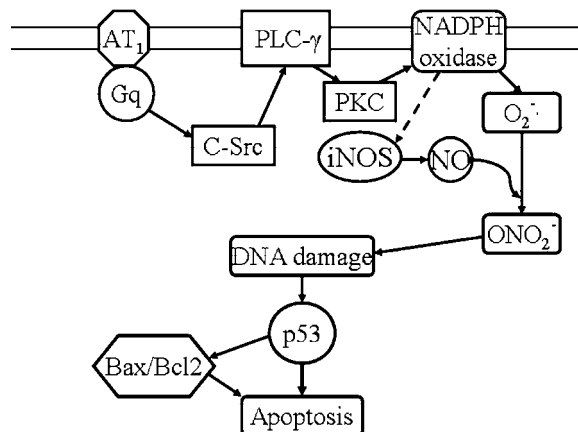 AT₁
PLC-γ
NADPH
oxidase
Gq
PKC
O₂⁻·
C-Src
iNOS
NO
ONO₂⁻
DNA damage
p53
Bax/Bcl2
Apoptosis